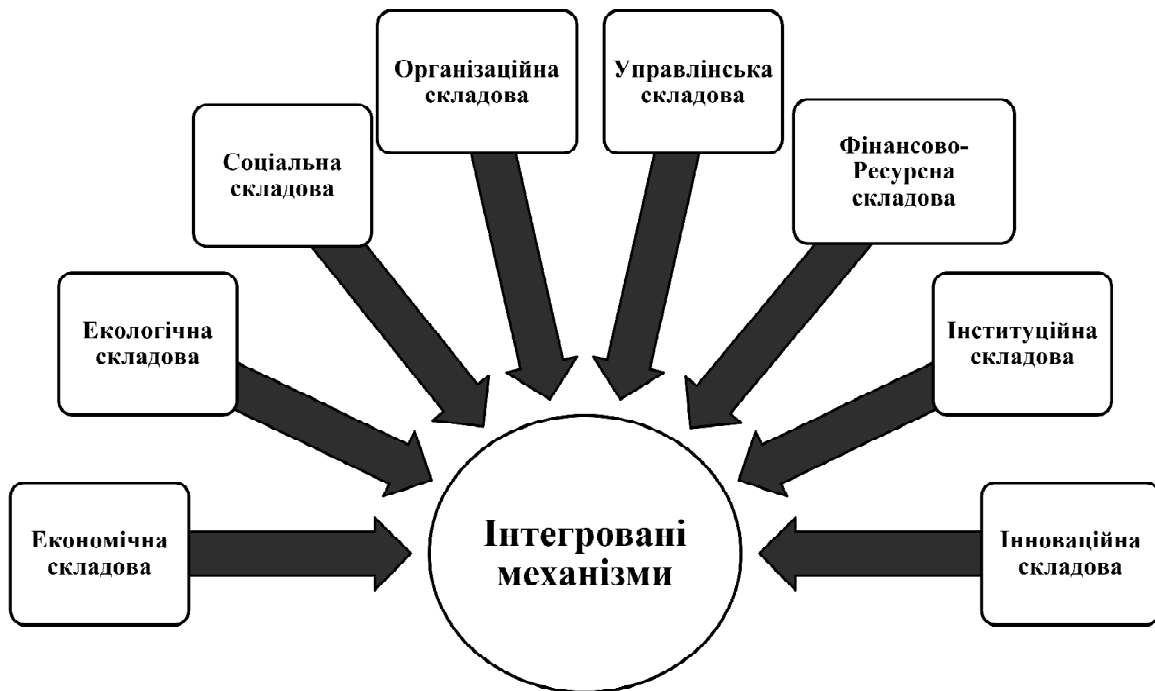 Організаційна
складова
Управлінська
складова
Соціальна
складова
Фінансово-
Ресурсна
складова
Екологічна
складова
Інституційна
складова
Економічна
складова
Інтегровані
механізми
Інноваційна
складова